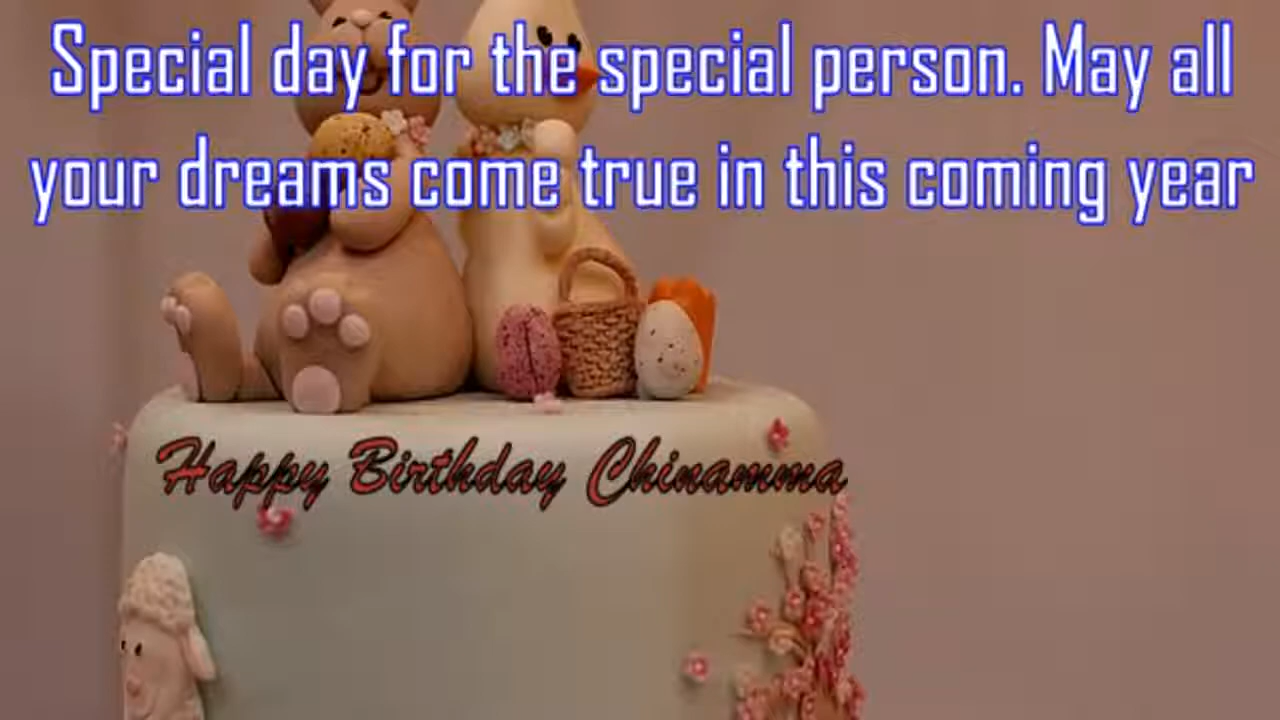 Special day for the special person. May all
your dreams come true in this coming year
Happy Birthday Chinamma